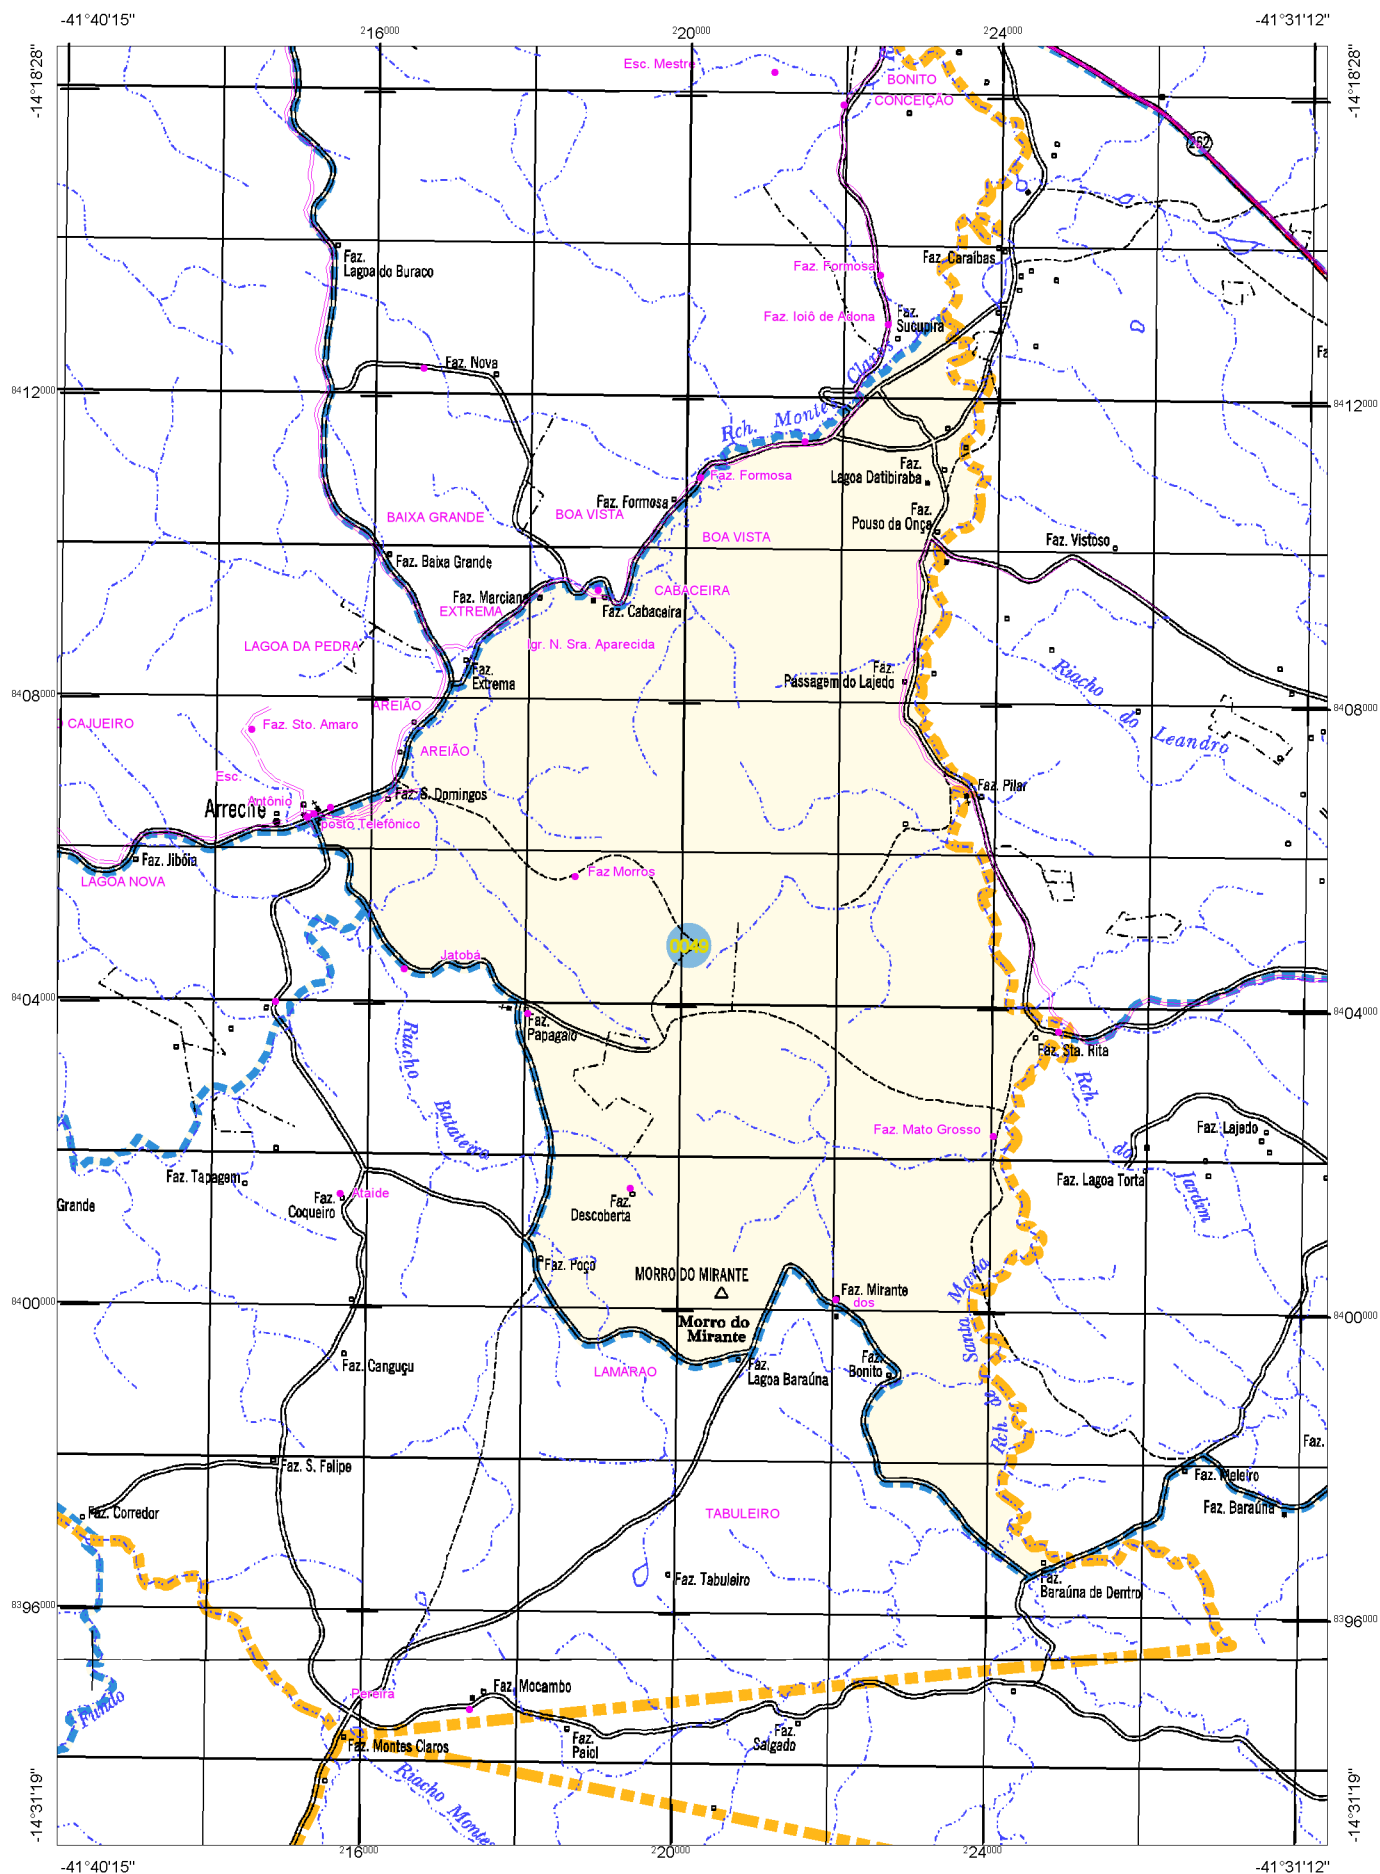 -41°40'15"
-41°31'12"
216000
220000
224000
-14°18'28"
-14°18'28"
Esc. Mestre
BONITO
CONCEIÇÃO
262
Faz.
Lagoa do Buraco
Faz. Caraíbas
Faz. Formosa
Faz. Ioiô de Adona
Faz.
Sucupira
Faz. Nova
8412000
8412000
Rch. Montes Claros
Faz. Formosa
Faz.
Lagoa Datibiraba
Faz. Formosa
BAIXA GRANDE
BOA VISTA
BOA VISTA
Faz.
Pouso da Onça
Faz. Vistoso
Faz. Baixa Grande
Faz. Marciano
CABACEIRA
EXTREMA
Faz. Cabaceira
LAGOA DA PEDRA
Igr. N. Sra. Aparecida
Faz.
Extrema
Faz.
Passagem do Lajedo
Riacho
do
Leandro
8408000
8408000
AREIÃO
CAJUEIRO
Faz. Sto. Amaro
AREIÃO
Esc.
Antônio
Arreche
Faz. S. Domingos
Faz. Pilar
posto Telefônico
Faz. Jibóia
LAGOA NOVA
Faz Morros
0049
Jatobá
8404000
8404000
Faz.
Papagaio
Riacho
Batateira
Faz. Sta. Rita
Rch.
do
Jardim
Faz. Mato Grosso
Faz. Lajedo
Faz. Tapagem
Faz. Lagoa Torta
Faz.
Coqueiro
Ataide
Grande
Faz.
Descoberta
Faz. Poço
MORRO DO MIRANTE
Faz. Mirante
dos
8400000
8400000
Morro do
Mirante
Rch. do Santa Maria
Faz. Canguçu
LAMARAO
Faz.
Lagoa Baraúna
Faz.
Bonito
Faz.
Faz. S. Felipe
Faz. Meleiro
Faz. Corredor
Faz. Baraúna
TABULEIRO
Faz. Tabuleiro
Faz.
Baraúna de Dentro
8396000
8396000
Fundo
Pereira
Faz. Mocambo
Faz. Montes Claros
Faz.
Paiol
Faz.
Salgado
Riacho Montes
-14°31'19"
-14°31'19"
216000
220000
224000
-41°40'15"
-41°31'12"